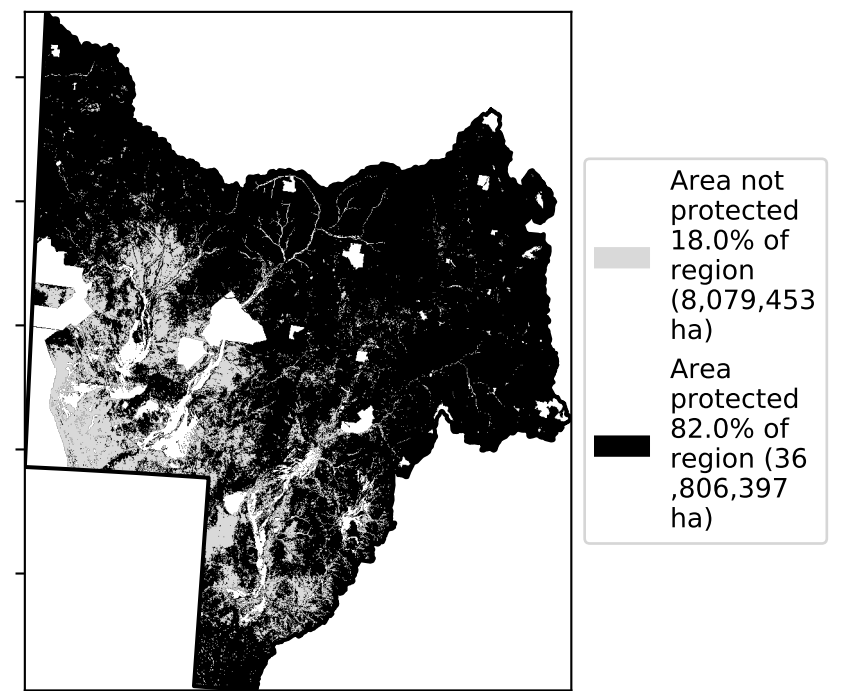 Area not
protected
18.0% of
region
(8,079,453
ha)
Area
protected
82.0% of
region (36
,806,397
ha)